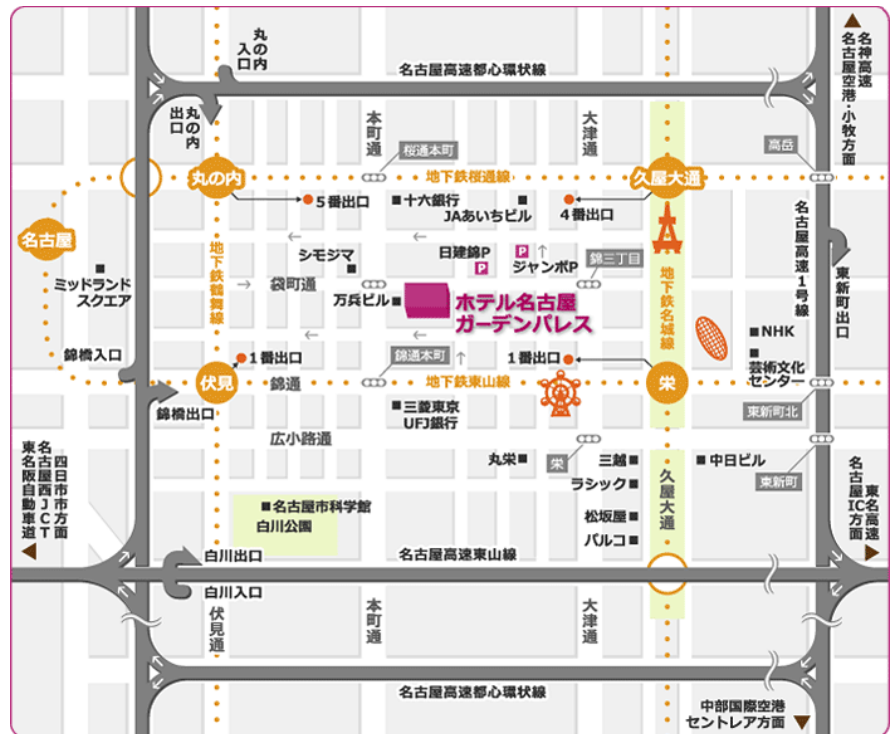 丸の内
入口
名古屋高速都心環状線
名神高速
名古屋空港・小牧方面
丸の内
出口
本町通
大津通
桜通本町
高岳
丸の内
地下鉄桜通線
久屋大通
5番出口
十六銀行
JAあいちビル
4番出口
名古屋高速1号線
名古屋
地下鉄鶴舞線
シモジマ
日建錦P
P
P
ジャンボP
錦三丁目
地下鉄名城線
東新町出口
ミッドランド
スクエア
袋町通
万兵ビル
ホテル名古屋
ガーデンパレス
NHK
錦橋入口
1番出口
錦通本町
1番出口
芸術文化
センター
伏見
錦通
地下鉄東山線
栄
錦橋出口
三菱東京
UFJ銀行
東新町北
広小路通
丸栄
栄
三越
中日ビル
東新町
ラシック
四日市市方面
名古屋西JCT
東名阪自動車道
名古屋市科学館
白川公園
松坂屋
パルコ
久屋大通
東名高速
名古屋IC方面
白川出口
名古屋高速東山線
白川入口
伏見通
本町通
大津通
名古屋高速都心環状線
中部国際空港
セントレア方面